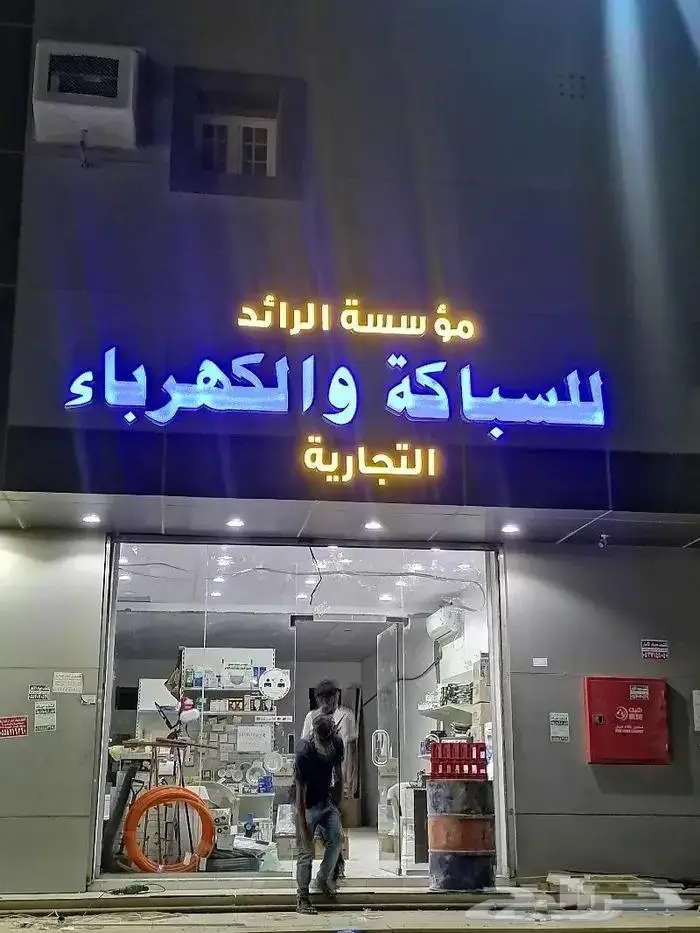 مؤسسة الرائد
للسباكة والكهرباء
التجارية